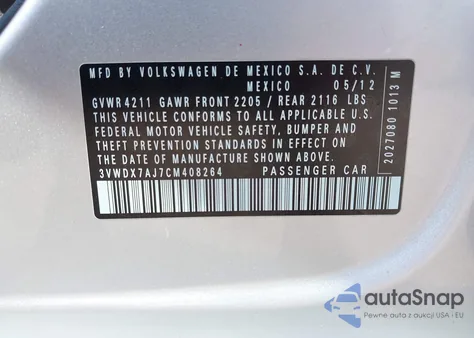 MFD BY VOLKSWAGEN DE MEXICO S.A. DE C.V.
MEXICO 05/12
GVWR 4211 GAWR FRONT 2205 / REAR 2116 LBS
THIS VEHICLE CONFORMS TO ALL APPLICABLE U.S.
FEDERAL MOTOR VEHICLE SAFETY, BUMPER AND
THEFT PREVENTION STANDARDS IN EFFECT ON
THE DATE OF MANUFACTURE SHOWN ABOVE.
3VWDX7AJ7CM408264 PASSENGER CAR
2027080 1013 M
autoSnap
Pewne auto z aukcji USA i EU